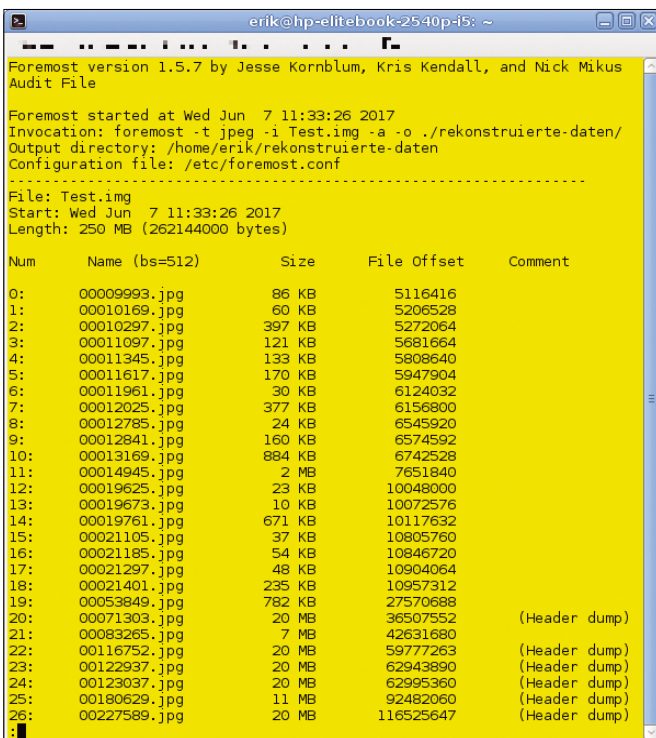 erik@hp-elitebook-2540p-i5: ~
Foremost version 1.5.7 by Jesse Kornblum, Kris Kendall, and Nick Mikus
Audit File
Foremost started at Wed Jun  7 11:33:26 2017
Invocation: foremost -t jpeg -i Test.img -a -o ./rekonstruierte-daten/
Output directory: /home/erik/rekonstruierte-daten
Configuration file: /etc/foremost.conf
------------------------------------------------------------------
File: Test.img
Start: Wed Jun  7 11:33:26 2017
Length: 250 MB (262144000 bytes)
Num Name (bs=512) Size File Offset Comment
0: 00009993.jpg 86 KB 5116416
1: 00010169.jpg 60 KB 5206528
2: 00010297.jpg 397 KB 5272064
3: 00011097.jpg 121 KB 5681664
4: 00011345.jpg 133 KB 5808640
5: 00011617.jpg 170 KB 5947904
6: 00011961.jpg 30 KB 6124032
7: 00012025.jpg 377 KB 6156800
8: 00012785.jpg 24 KB 6545920
9: 00012841.jpg 160 KB 6574592
10: 00013169.jpg 884 KB 6742528
11: 00014945.jpg 2 MB 7651840
12: 00019625.jpg 23 KB 10048000
13: 00019673.jpg 10 KB 10072576
14: 00019761.jpg 671 KB 10117632
15: 00021105.jpg 37 KB 10805760
16: 00021185.jpg 54 KB 10846720
17: 00021297.jpg 48 KB 10904064
18: 00021401.jpg 235 KB 10957312
19: 00053849.jpg 782 KB 27570688
20: 00071303.jpg 20 MB 36507552 (Header dump)
21: 00083265.jpg 7 MB 42631680
22: 00116752.jpg 20 MB 59777263 (Header dump)
23: 00122937.jpg 20 MB 62943890 (Header dump)
24: 00123037.jpg 20 MB 62995360 (Header dump)
25: 00180629.jpg 11 MB 92482060 (Header dump)
26: 00227589.jpg 20 MB 116525647 (Header dump)
: